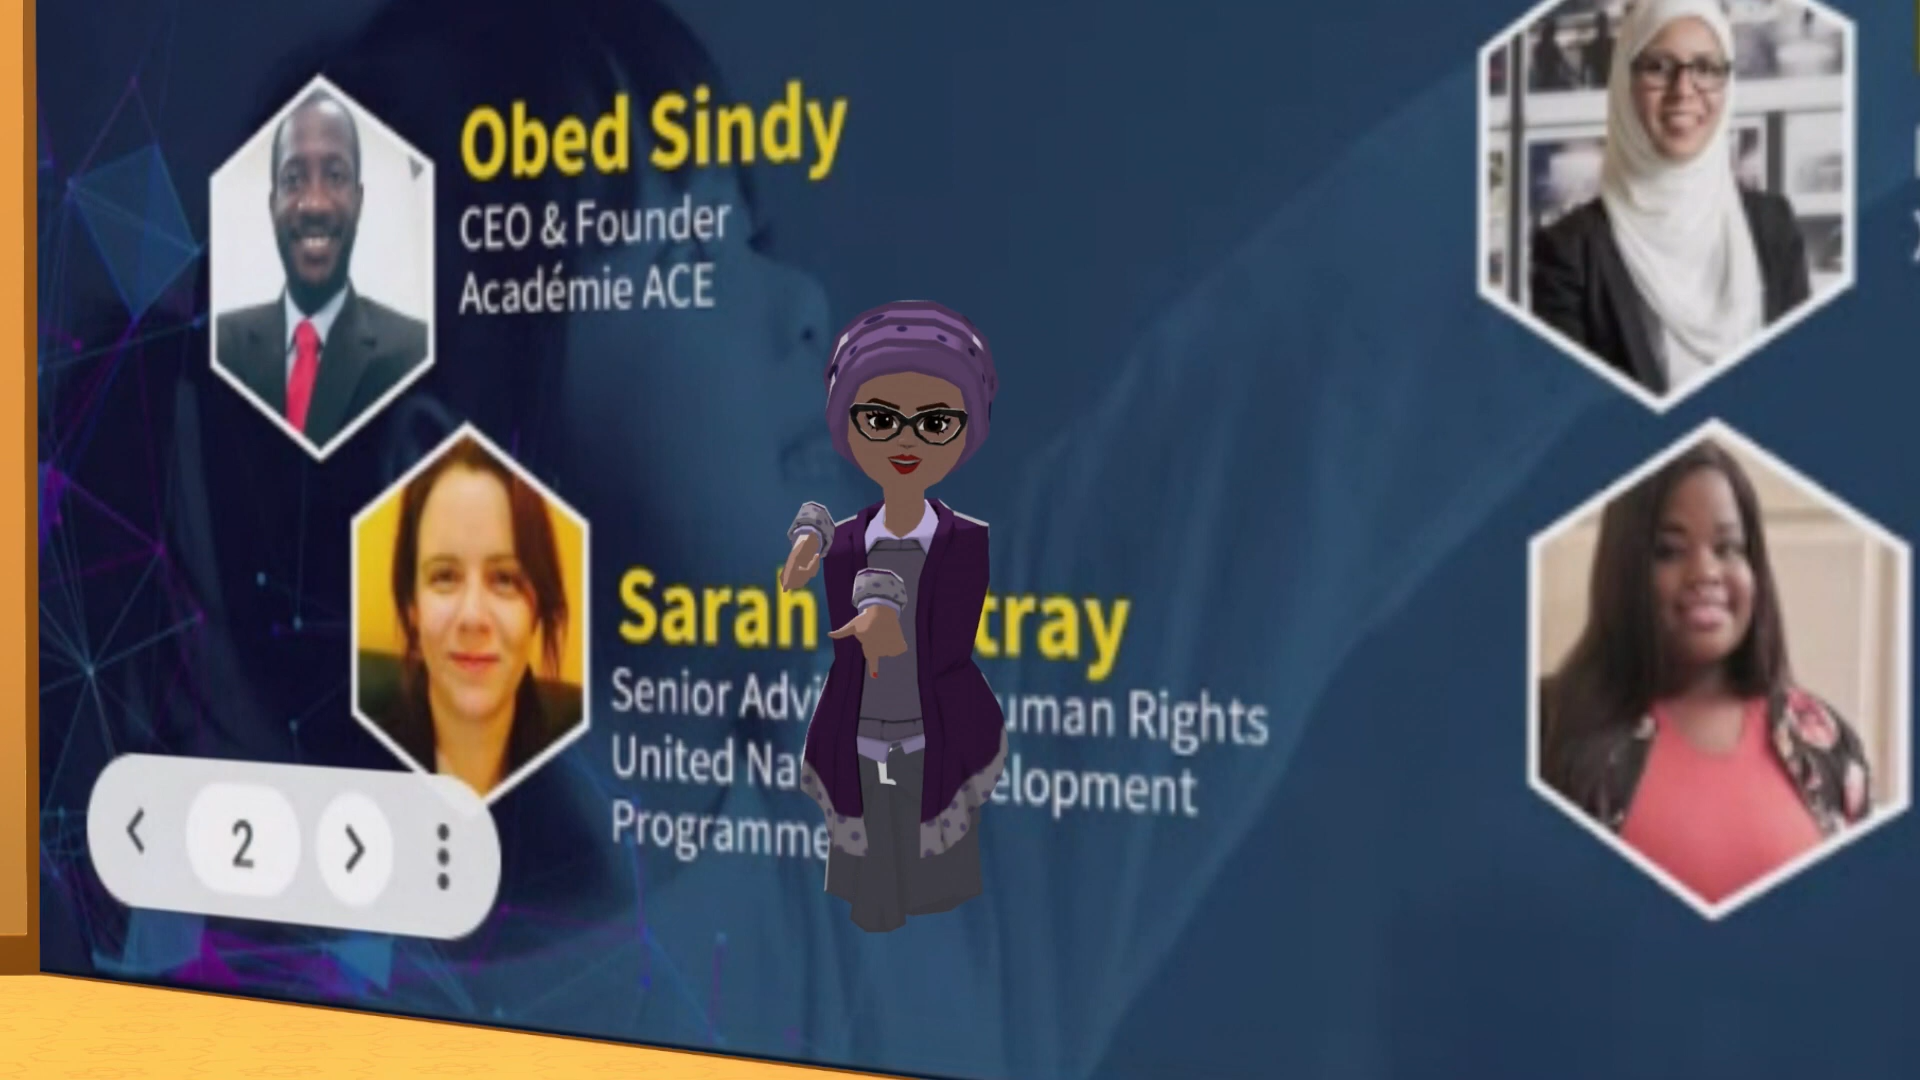 Obed Sindy
CEO & Founder
Académie ACE
Sarah tray
Senior Advi uman Rights
United Na elopment
Programme
2